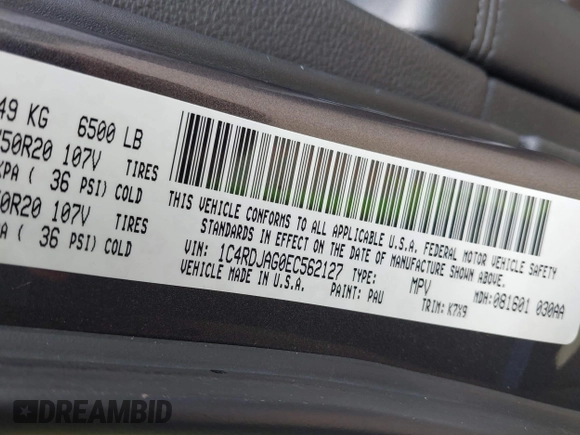 49 KG 6500 LB
50R20 107V TIRES
KPA ( 36 PSI) COLD
50R20 107V TIRES
PA ( 36 PSI) COLD
THIS VEHICLE CONFORMS TO ALL APPLICABLE U.S.A. FEDERAL MOTOR VEHICLE SAFETY
STANDARDS IN EFFECT ON THE DATE OF MANUFACTURE SHOWN ABOVE.
VIN: 1C4RDJAG0EC562127 TYPE: MPV
VEHICLE MADE IN U.S.A. PAINT: PAU TRIM: K7X9 MDH: 081601 030AA
DREAMBID